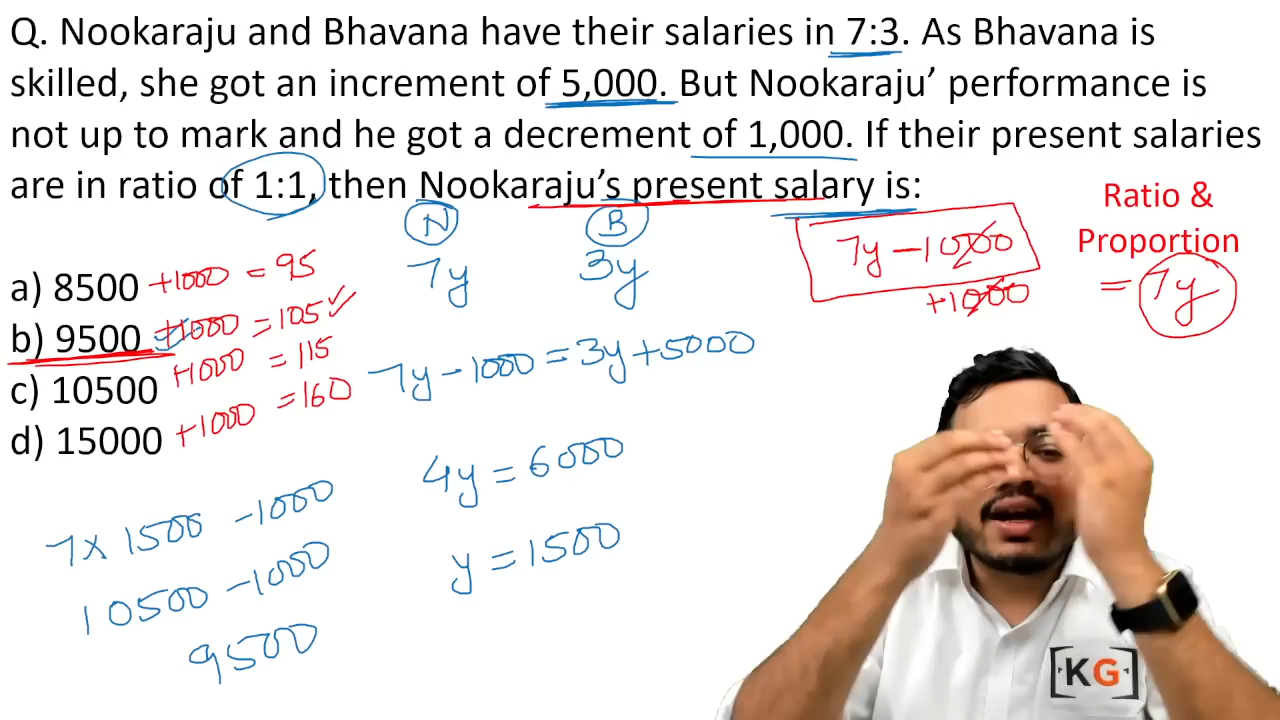 Q. Nookaraju and Bhavana have their salaries in 7:3. As Bhavana is
skilled, she got an increment of 5,000. But Nookaraju’ performance is
not up to mark and he got a decrement of 1,000. If their present salaries
are in ratio of 1:1, then Nookaraju’s present salary is:
Ratio &
Proportion
N B
7y 3y
7y - 1000
+1000
= 7y
a) 8500 +1000 = 95
b) 9500 +1000 = 105 ✓
c) 10500 +1000 = 115
d) 15000 +1000 = 160
7y - 1000 = 3y + 5000
4y = 6000
y = 1500
7 x 1500 - 1000
10500 - 1000
9500
KG